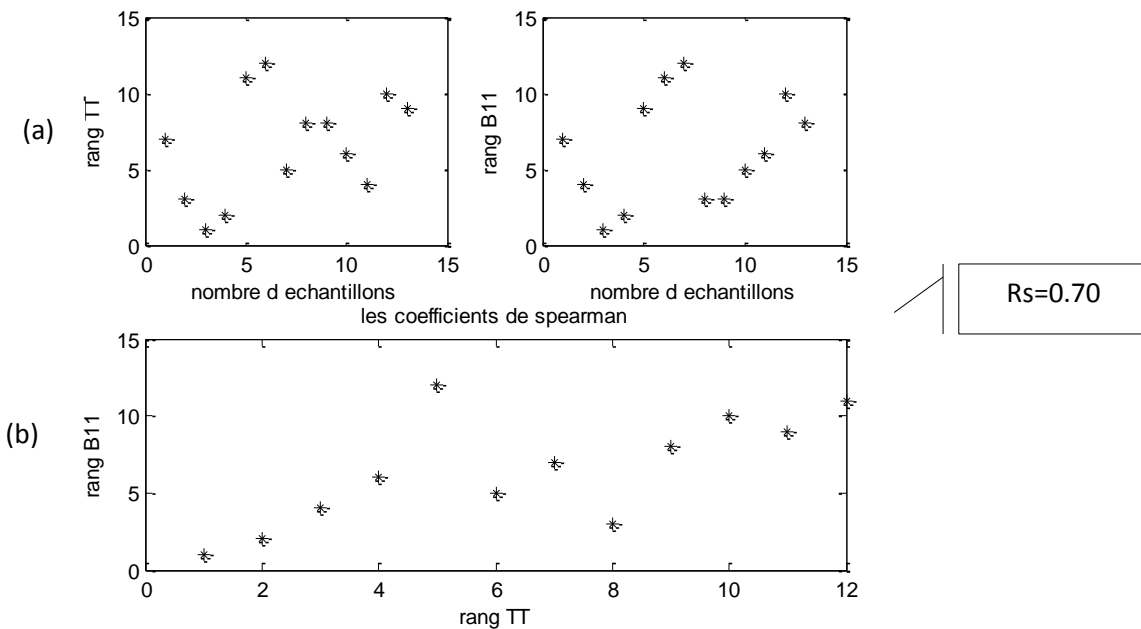 (a)
rang TT
15
10
5
0
0 5 10 15
nombre d echantillons
rang B11
15
10
5
0
0 5 10 15
nombre d echantillons
les coefficients de spearman
Rs=0.70
(b)
rang B11
15
10
5
0
0 2 4 6 8 10 12
rang TT